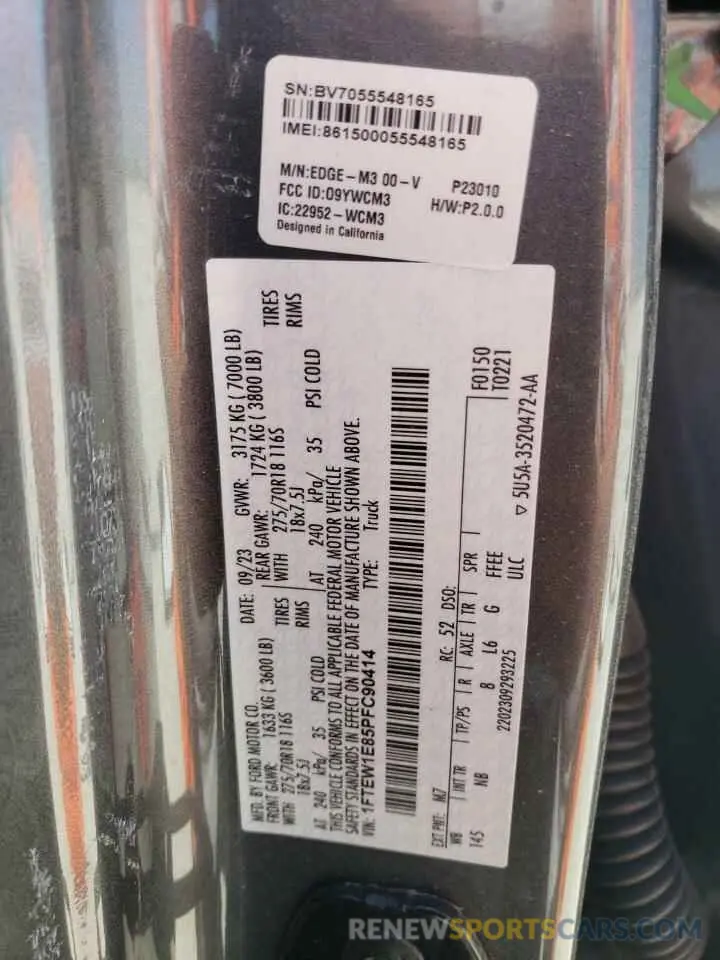 SN:BV7055548165
IMEI:861500055548165
M/N:EDGE-M3 00-V P23010
FCC ID:O9YWCM3 H/W:P2.0.0
IC:22952-WCM3
Designed in California
MFD. BY FORD MOTOR CO.
DATE: 09/23 GVWR: 3175 KG ( 7000 LB)
FRONT GAWR: 1633 KG ( 3600 LB) REAR GAWR: 1724 KG ( 3800 LB)
WITH 275/70R18 116S TIRES WITH 275/70R18 116S TIRES
18x7.5J RIMS 18x7.5J RIMS
AT 240 kPa/ 35 PSI COLD AT 240 kPa/ 35 PSI COLD
THIS VEHICLE CONFORMS TO ALL APPLICABLE FEDERAL MOTOR VEHICLE
SAFETY STANDARDS IN EFFECT ON THE DATE OF MANUFACTURE SHOWN ABOVE.
VIN: 1FTEW1E85PFC90414 TYPE: Truck
F0150
T0221
EXT PNT: M7 RC: 52 DSO:
WB INT TR TP/PS R AXLE TR SPR
145 NB 8 L6 G FFEE
2202309293225 ULC
▽ 5U5A-3520472-AA
RENEWSPORTSCARS.COM